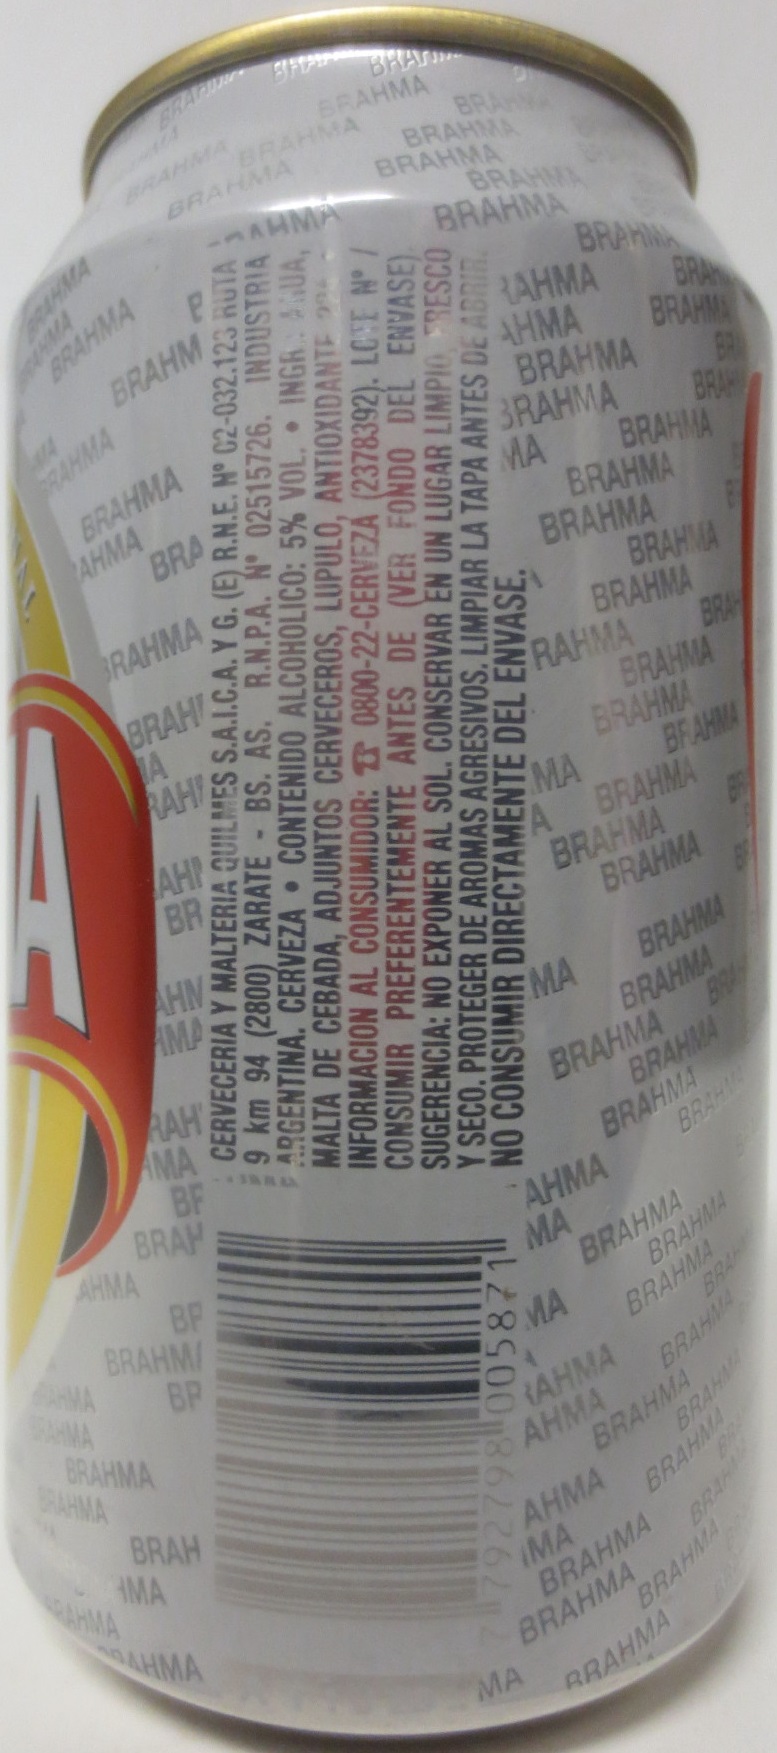 CERVECERIA Y MALTERIA QUILMES S.A.I.C.A. Y G. (E) R.N.E. Nº 02-032.123 RUTA
9 km 94 (2800) ZARATE - BS. AS. R.N.P.A. Nº 02515726. INDUSTRIA
ARGENTINA. CERVEZA • CONTENIDO ALCOHOLICO: 5% VOL. • INGR.: AGUA,
MALTA DE CEBADA, ADJUNTOS CERVECEROS, LUPULO, ANTIOXIDANTE
INFORMACION AL CONSUMIDOR: ☎ 0800-22-CERVEZA (2378392). LOTE Nº /
CONSUMIR PREFERENTEMENTE ANTES DE (VER FONDO DEL ENVASE)
SUGERENCIA: NO EXPONER AL SOL. CONSERVAR EN UN LUGAR LIMPIO, FRESCO
Y SECO. PROTEGER DE AROMAS AGRESIVOS. LIMPIAR LA TAPA ANTES DE ABRIR.
NO CONSUMIR DIRECTAMENTE DEL ENVASE.
7 792798 005871
A
BRAHMA